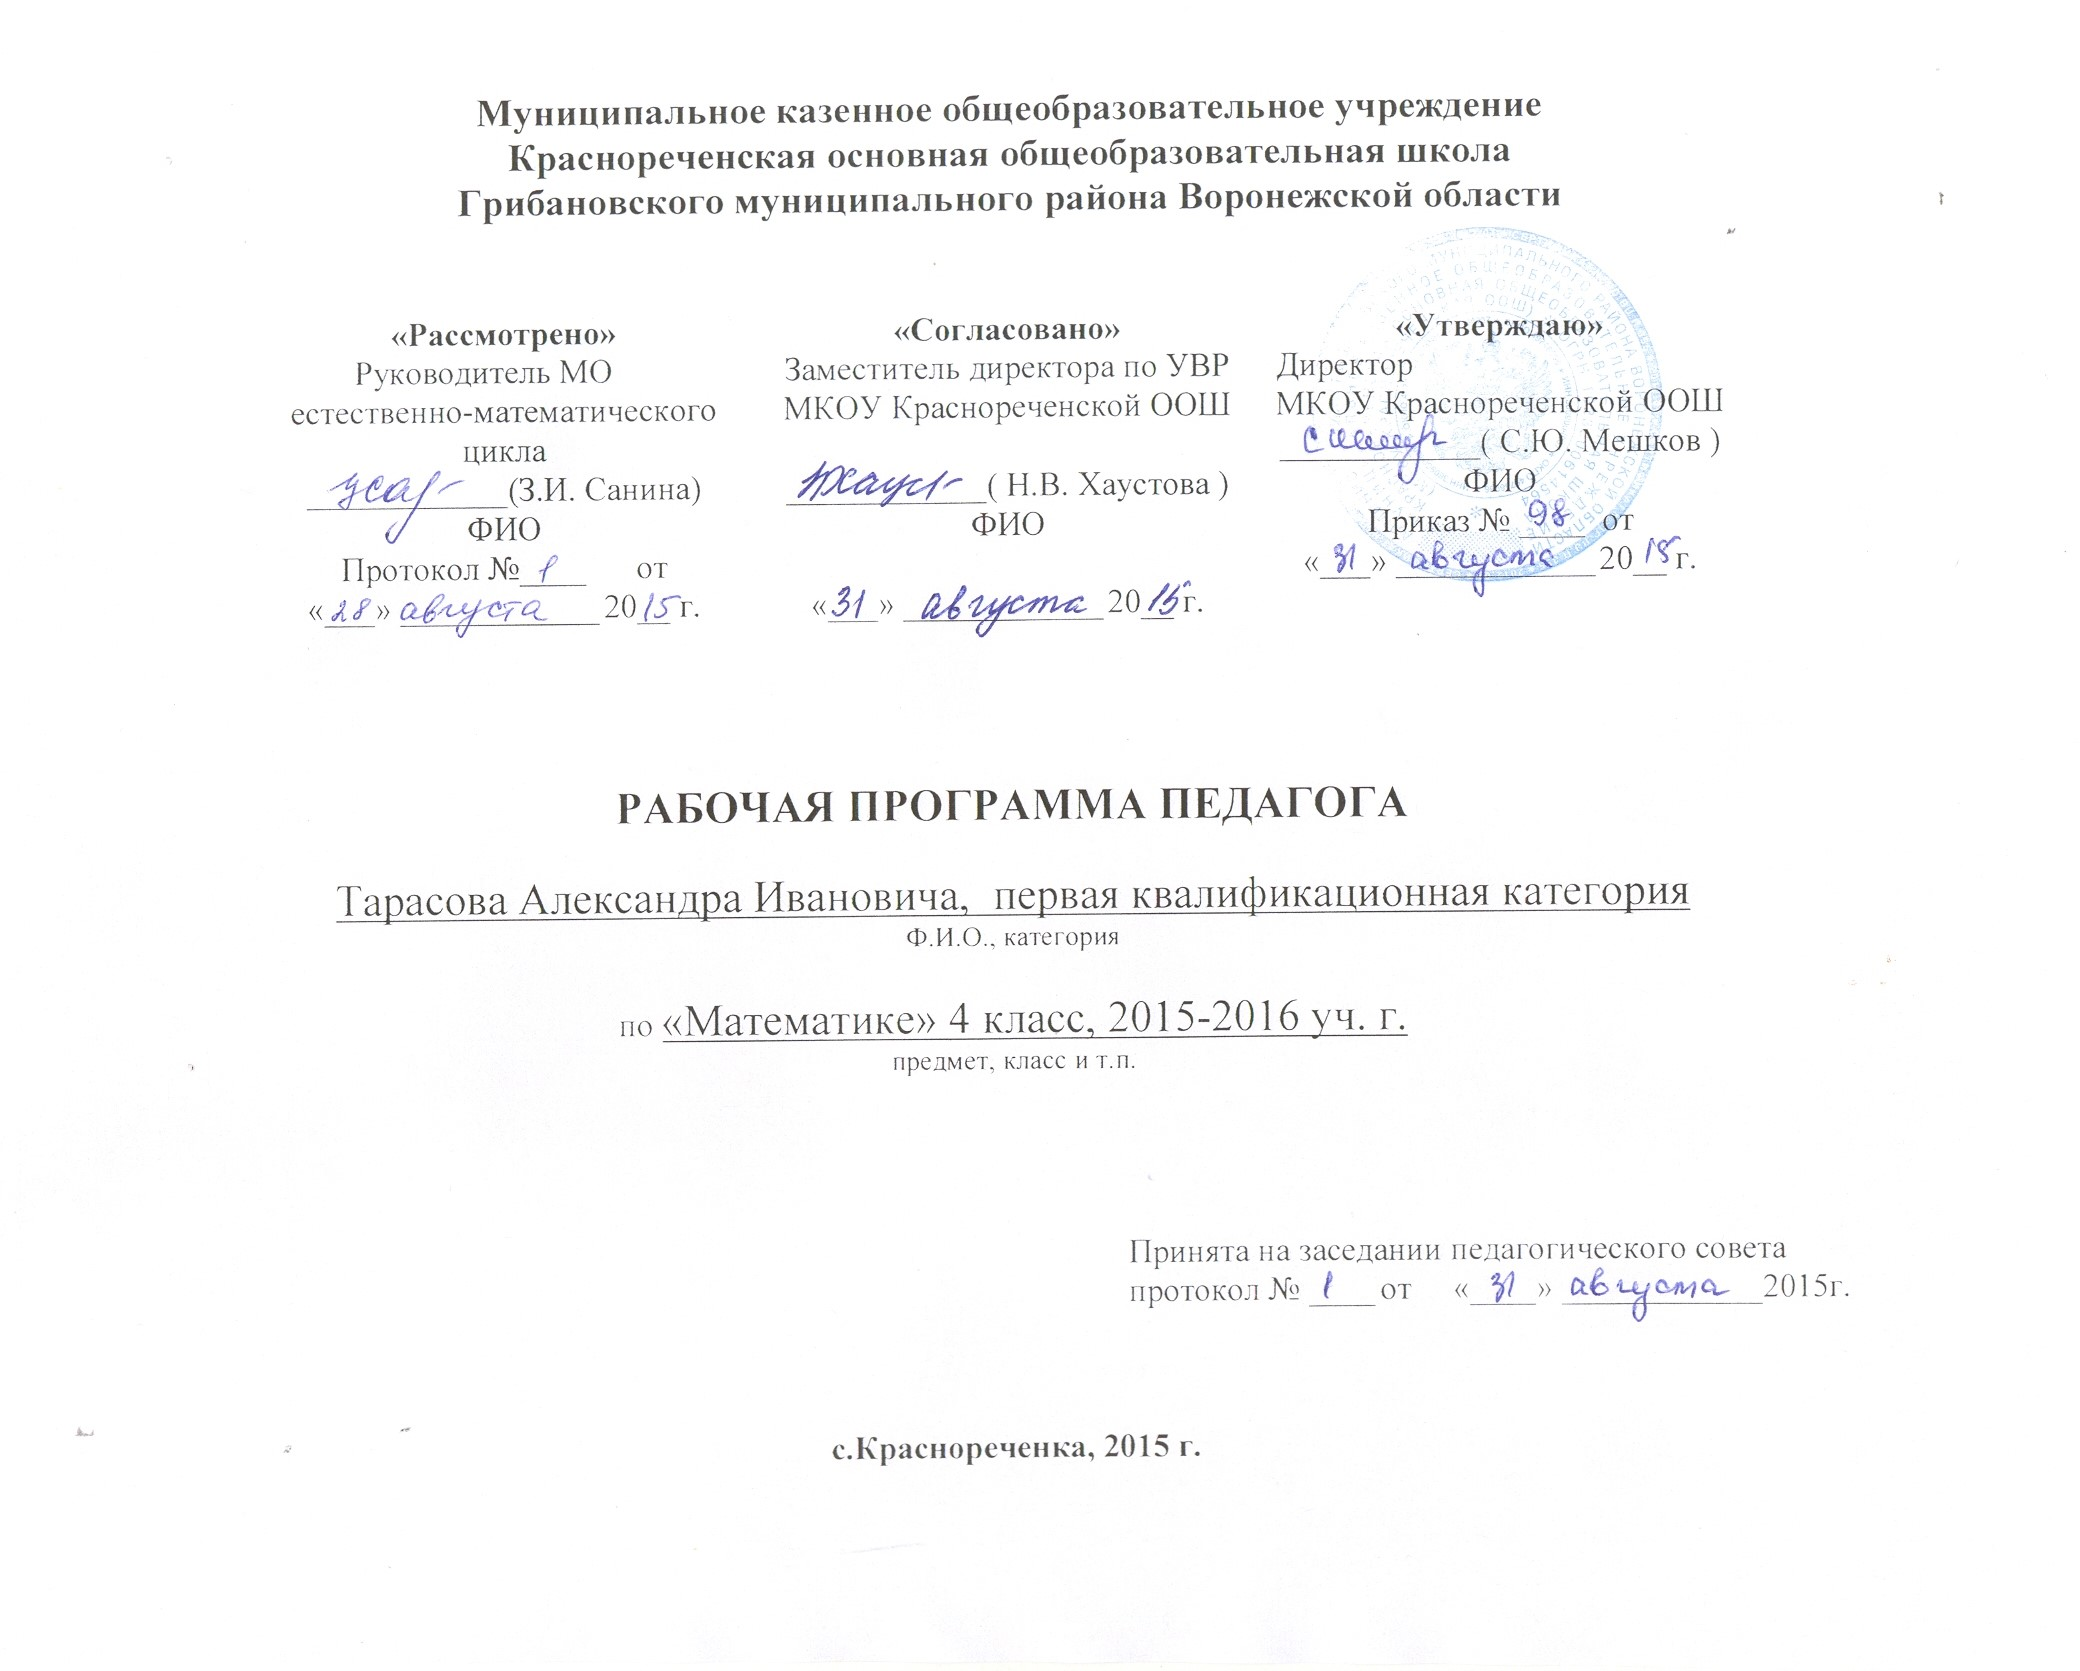 Муниципальное казенное общеобразовательное учреждение
Краснореченская основная общеобразовательная школа
Грибановского муниципального района Воронежской области
«Рассмотрено»
Руководитель МО
естественно-математического
цикла
____________(З.И. Санина)
ФИО
Протокол № 1 от
«28» августа 2015 г.
«Согласовано»
Заместитель директора по УВР
МКОУ Краснореченской ООШ
____________( Н.В. Хаустова )
ФИО
«31» августа 2015 г.
«Утверждаю»
Директор
МКОУ Краснореченской ООШ
____________( С.Ю. Мешков )
ФИО
Приказ № 98 от
«31» августа 2015 г.
РАБОЧАЯ ПРОГРАММА ПЕДАГОГА
Тарасова Александра Ивановича, первая квалификационная категория
Ф.И.О., категория
по «Математике» 4 класс, 2015-2016 уч. г.
предмет, класс и т.п.
Принята на заседании педагогического совета
протокол № 1 от «31» августа 2015г.
с.Краснореченка, 2015 г.